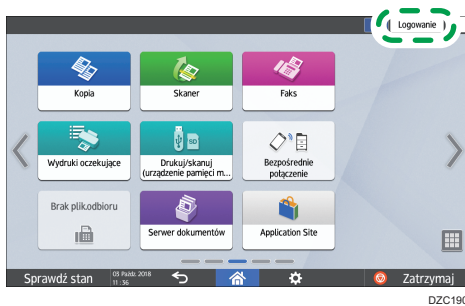 Logowanie
Kopia
Skaner
Faks
Wydruki oczekujące
Drukuj/skanuj
(urządzenie pamięci m...
SD
Bezpośrednie
połączenie
Brak plikodbioru
Serwer dokumentów
Application Site
Sprawdź stan
03 Paźdz. 2018
11 : 36
Zatrzymaj
DZC190